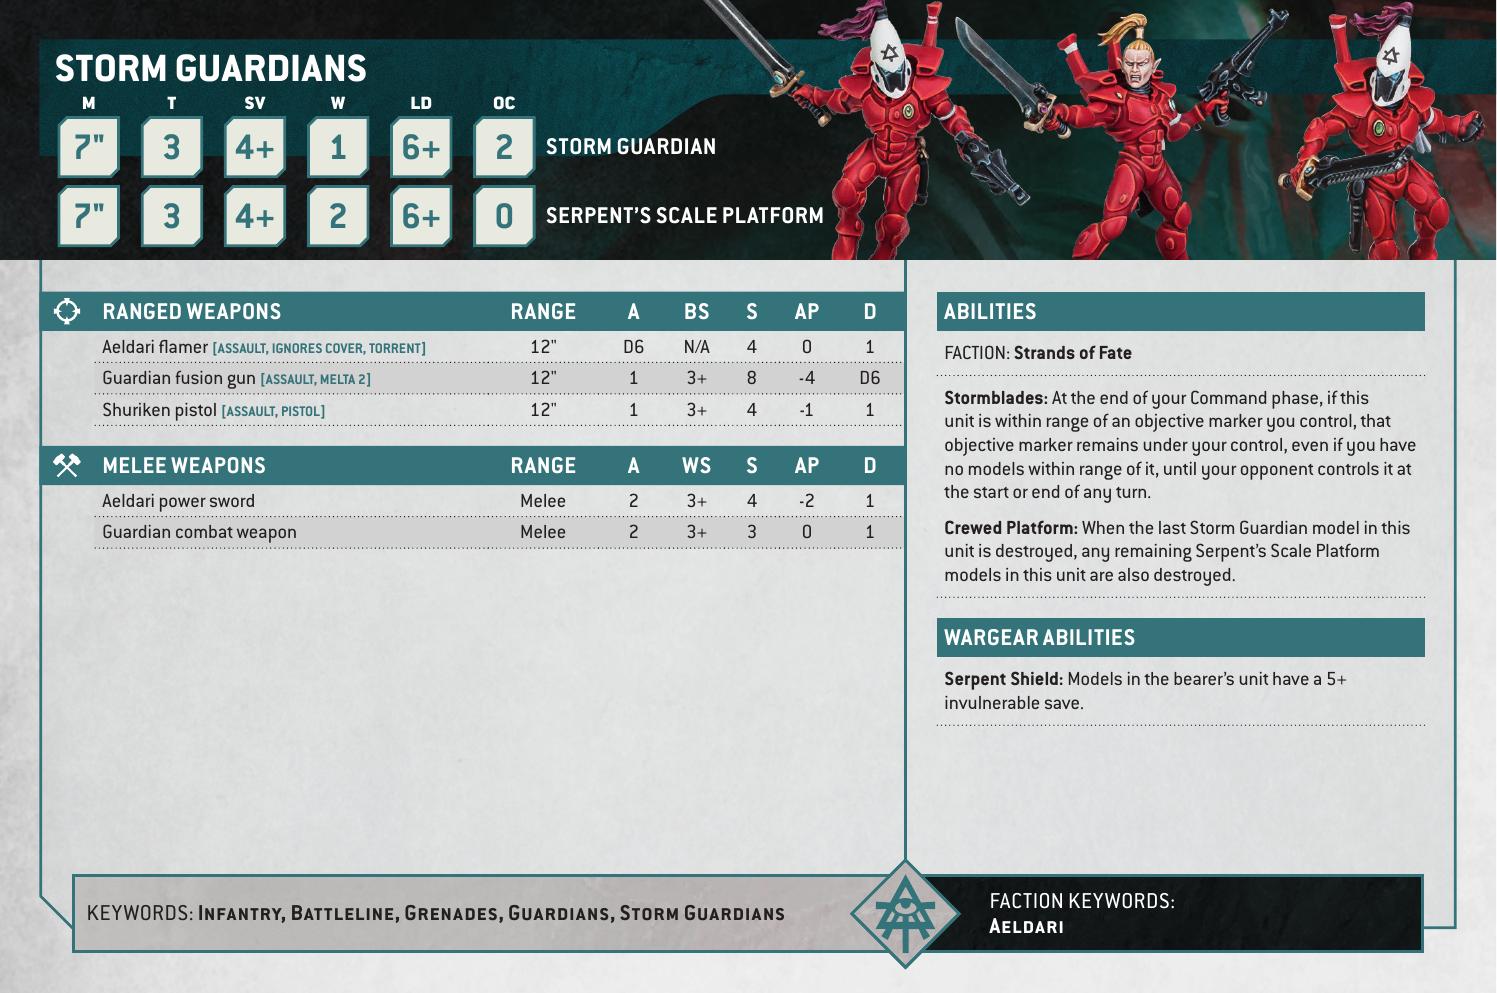 STORM GUARDIANS
M T SV W LD OC
7" 3 4+ 1 6+ 2 STORM GUARDIAN
7" 3 4+ 2 6+ 0 SERPENT'S SCALE PLATFORM
RANGED WEAPONS RANGE A BS S AP D
Aeldari flamer [ASSAULT, IGNORES COVER, TORRENT] 12" D6 N/A 4 0 1
Guardian fusion gun [ASSAULT, MELTA 2] 12" 1 3+ 8 -4 D6
Shuriken pistol [ASSAULT, PISTOL] 12" 1 3+ 4 -1 1
MELEE WEAPONS RANGE A WS S AP D
Aeldari power sword Melee 2 3+ 4 -2 1
Guardian combat weapon Melee 2 3+ 3 0 1
ABILITIES
FACTION: Strands of Fate
Stormblades: At the end of your Command phase, if this
unit is within range of an objective marker you control, that
objective marker remains under your control, even if you have
no models within range of it, until your opponent controls it at
the start or end of any turn.
Crewed Platform: When the last Storm Guardian model in this
unit is destroyed, any remaining Serpent's Scale Platform
models in this unit are also destroyed.
WARGEAR ABILITIES
Serpent Shield: Models in the bearer's unit have a 5+
invulnerable save.
KEYWORDS: INFANTRY, BATTLELINE, GRENADES, GUARDIANS, STORM GUARDIANS
FACTION KEYWORDS:
AELDARI